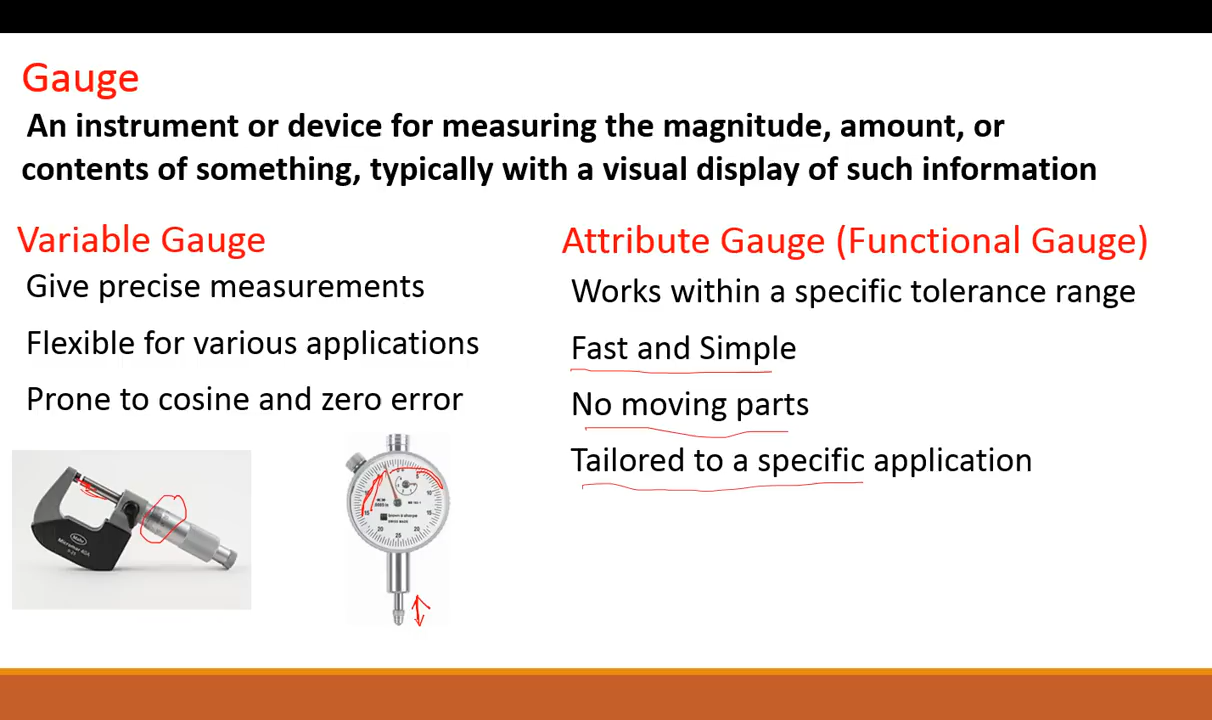 Gauge
An instrument or device for measuring the magnitude, amount, or
contents of something, typically with a visual display of such information
Variable Gauge
Give precise measurements
Flexible for various applications
Prone to cosine and zero error
Attribute Gauge (Functional Gauge)
Works within a specific tolerance range
Fast and Simple
No moving parts
Tailored to a specific application